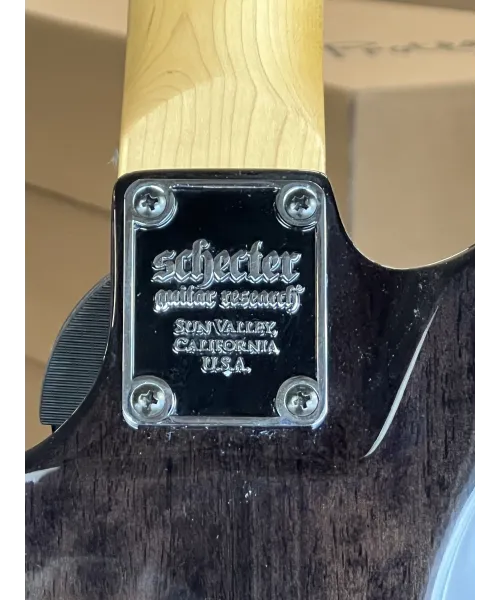 schecter
guitar research
SUN VALLEY,
CALIFORNIA
U.S.A.